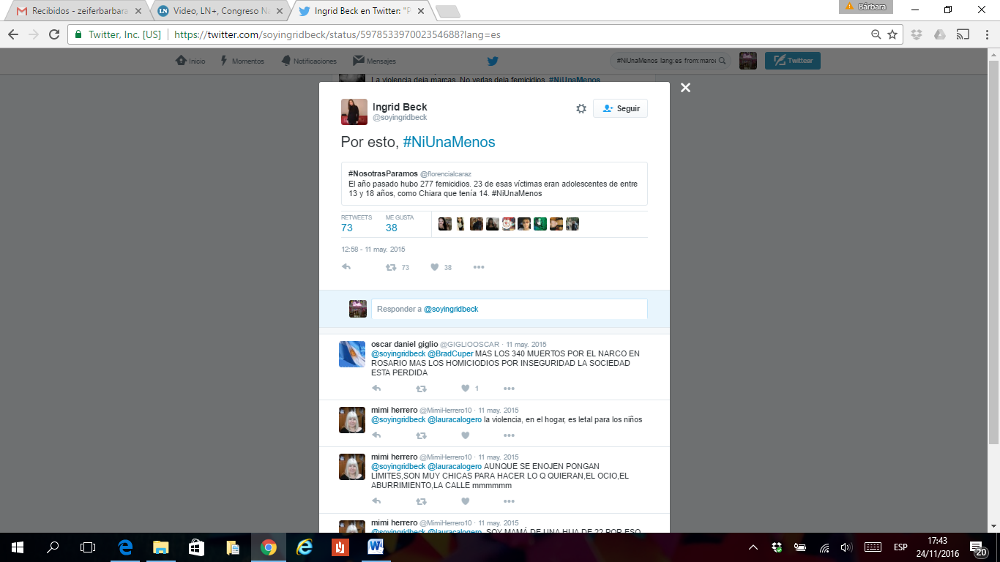 Recibidos - zeiferbarbara
Video, LN+, Congreso Na
Ingrid Beck en Twitter: "P
Bárbara
Twitter, Inc. [US]
https://twitter.com/soyingridbeck/status/597853397002354688?lang=es
Inicio
Momentos
Notificaciones
Mensajes
#NiUnaMenos lang:es from:marce
Twittear
La violencia deja marcas. No verlas deja femicidios. #NiUnaMenos
Ingrid Beck
@soyingridbeck
Seguir
Por esto, #NiUnaMenos
#NosotrasParamos @florencialcaraz
El año pasado hubo 277 femicidios. 23 de esas víctimas eran adolescentes de entre
13 y 18 años, como Chiara que tenía 14. #NiUnaMenos
RETWEETS
73
ME GUSTA
38
12:58 - 11 may. 2015
73
38
Responder a @soyingridbeck
oscar daniel giglio @GIGLIOOSCAR · 11 may. 2015
@soyingridbeck @BradCuper MAS LOS 340 MUERTOS POR EL NARCO EN
ROSARIO MAS LOS HOMICIODIOS POR INSEGURIDAD LA SOCIEDAD
ESTA PERDIDA
1
mimi herrero @MimiHerrero10 · 11 may. 2015
@soyingridbeck @lauracalogero la violencia, en el hogar, es letal para los niños
mimi herrero @MimiHerrero10 · 11 may. 2015
@soyingridbeck @lauracalogero AUNQUE SE ENOJEN PONGAN
LÍMITES,SON MUY CHICAS PARA HACER LO Q QUIERAN,EL OCIO,EL
ABURRIMIENTO,LA CALLE mmmmmm
mimi herrero @MimiHerrero10 · 11 may. 2015
@soyingridbeck @lauracalogero SOY MAMÁ DE UNA HIJA DE 22 POR ESO
ESP
17:43
24/11/2016
20